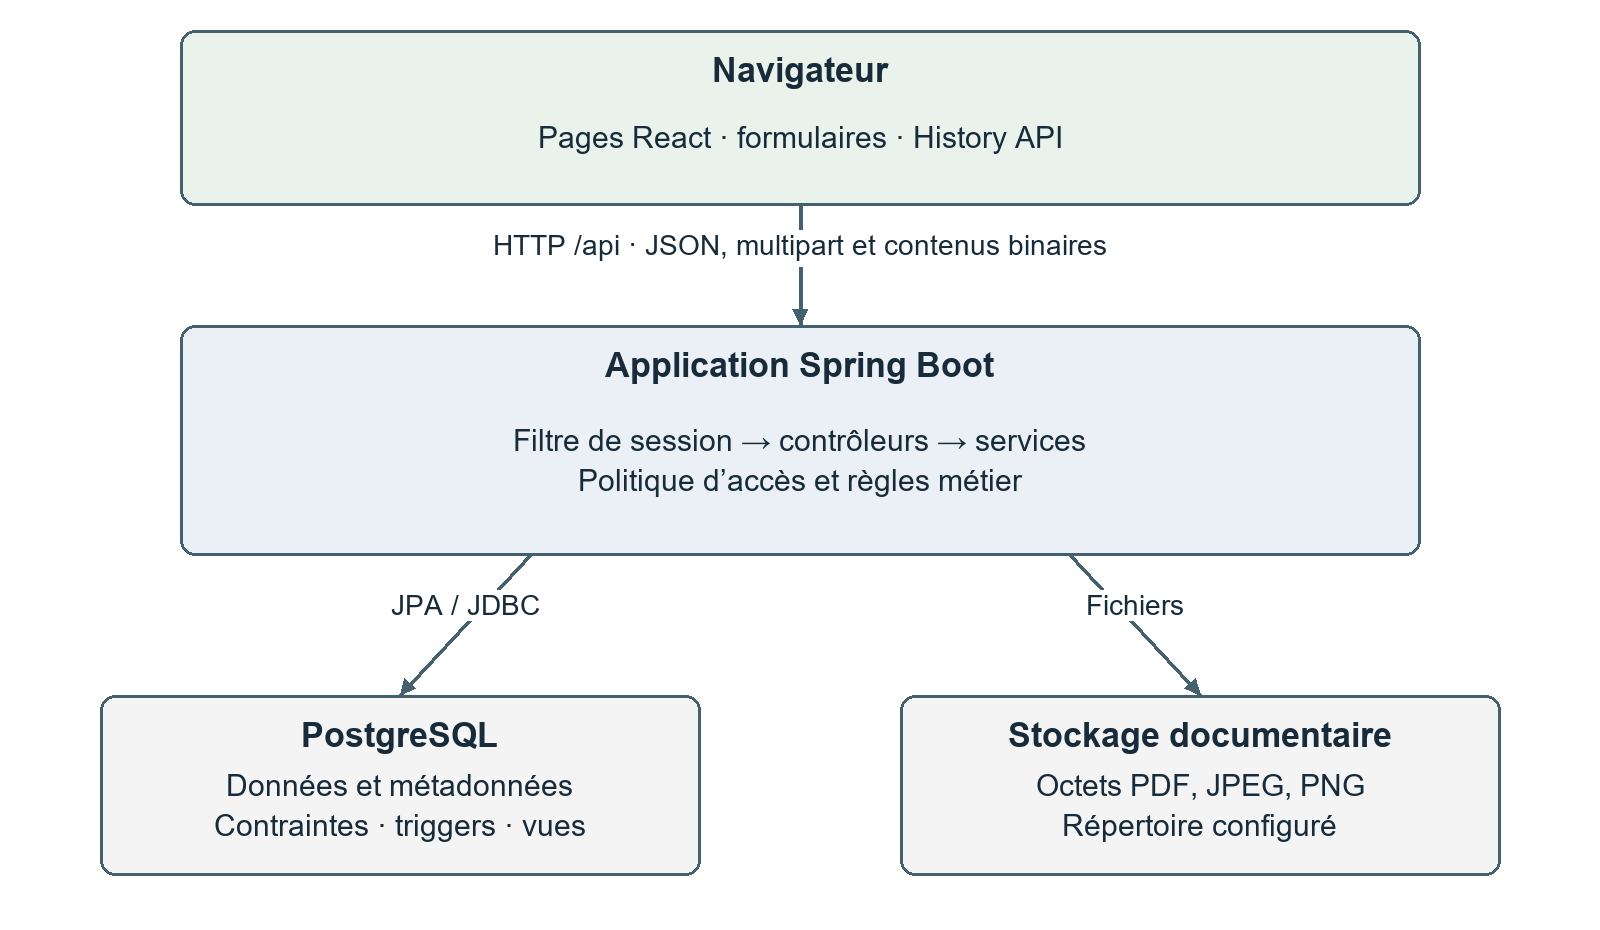 Navigateur
Pages React · formulaires · History API
HTTP /api · JSON, multipart et contenus binaires
Application Spring Boot
Filtre de session → contrôleurs → services
Politique d’accès et règles métier
JPA / JDBC
Fichiers
PostgreSQL
Données et métadonnées
Contraintes · triggers · vues
Stockage documentaire
Octets PDF, JPEG, PNG
Répertoire configuré